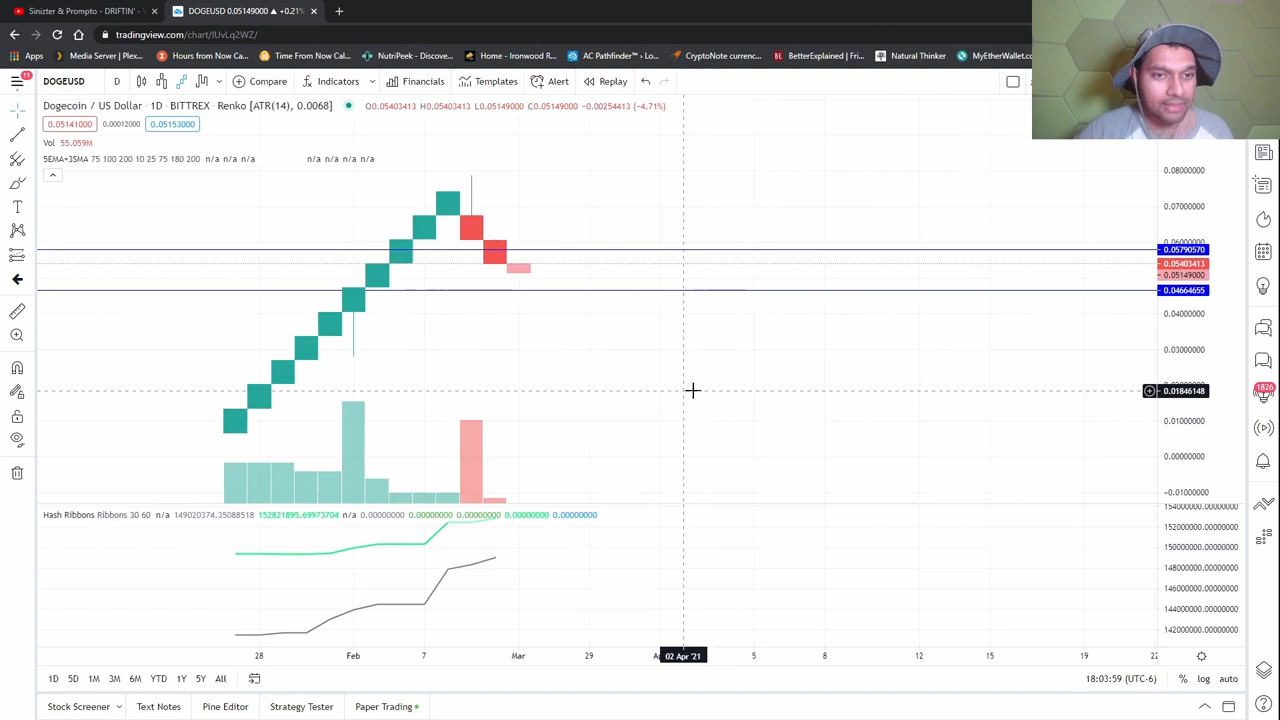 Sinizter & Prompto - DRIFTIN' -
DOGEUSD 0.05149000 ▲ +0.21%
tradingview.com/chart/IUvLq2WZ/
Apps Media Server - Plex... Hours from Now Cal... Time From Now Cal... NutriPeek - Discove... Home - Ironwood R... AC Pathfinder™ › Lo... CryptoNote currenc... BetterExplained | Fri... Natural Thinker MyEtherWallet.co
11
DOGEUSD D Compare Indicators Financials Templates Alert Replay
Dogecoin / US Dollar · 1D · BITTREX · Renko [ATR(14), 0.0068] O0.05403413 H0.05403413 L0.05149000 C0.05149000 −0.00254413 (−4.71%)
0.05141000 0.00012000 0.05153000
Vol 55.059M
5EMA+3SMA 75 100 200 10 25 75 180 200 n/a n/a n/a n/a n/a n/a n/a
0.08000000
0.07000000
0.05790570
0.05403413
0.05149000
0.04664655
0.04000000
0.03000000
0.01846148
1826
0.01000000
0.00000000
−0.01000000
Hash Ribbons Ribbons 30 60 n/a 149020374.35088518 152821895.69973704 n/a 0.00000000 0.00000000 0.00000000 0.00000000 0.00000000
154000000.00000000
152000000.00000000
150000000.00000000
148000000.00000000
146000000.00000000
144000000.00000000
142000000.00000000
28 Feb 7 Mar 29 02 Apr '21 5 8 12 15 19 22
1D 5D 1M 3M 6M YTD 1Y 5Y All 18:03:59 (UTC-6) % log auto
Stock Screener Text Notes Pine Editor Strategy Tester Paper Trading